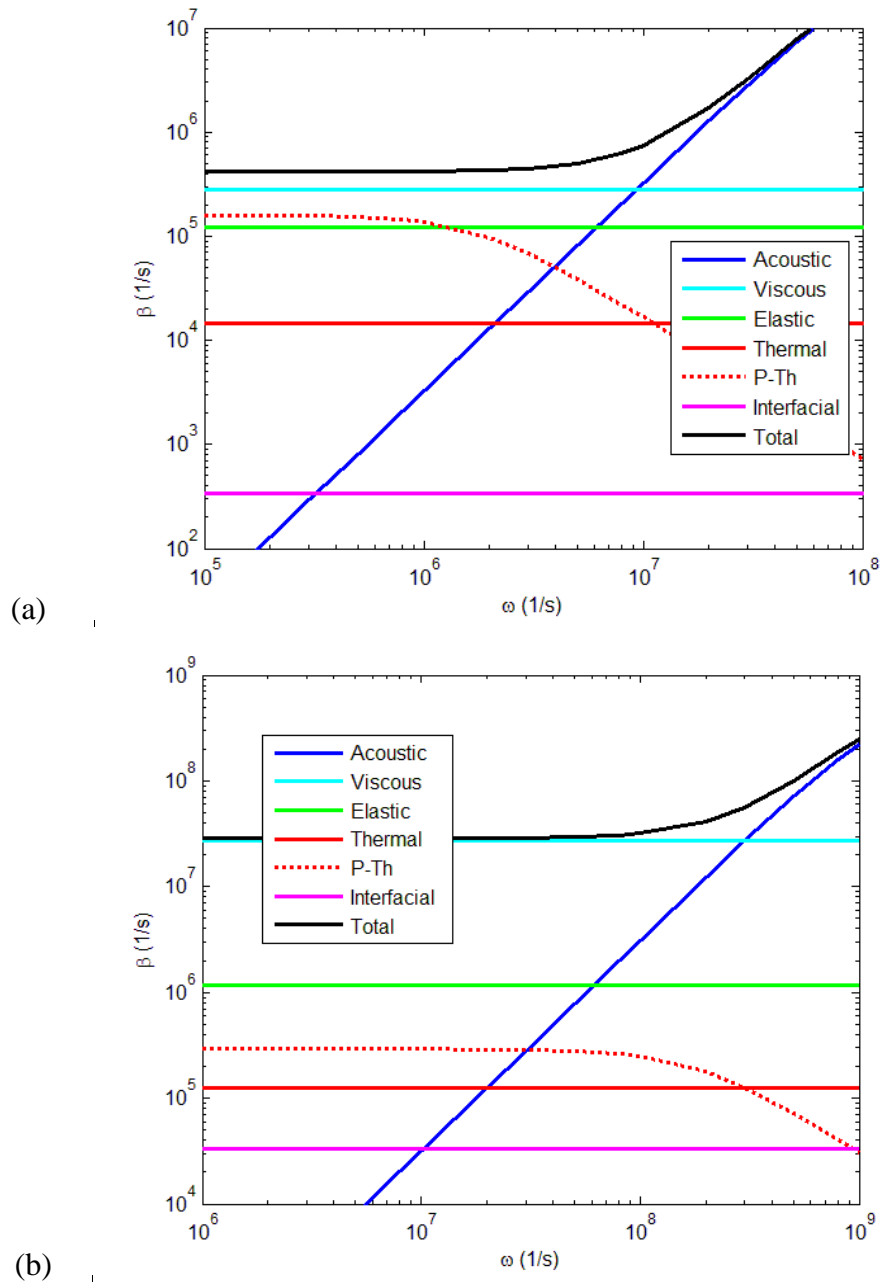 10^7
10^6
10^5
10^4
10^3
10^2
β (1/s)
Acoustic
Viscous
Elastic
Thermal
P-Th
Interfacial
Total
10^5 10^6 10^7 10^8
ω (1/s)
(a)
10^9
10^8
10^7
10^6
10^5
10^4
β (1/s)
Acoustic
Viscous
Elastic
Thermal
P-Th
Interfacial
Total
10^6 10^7 10^8 10^9
ω (1/s)
(b)